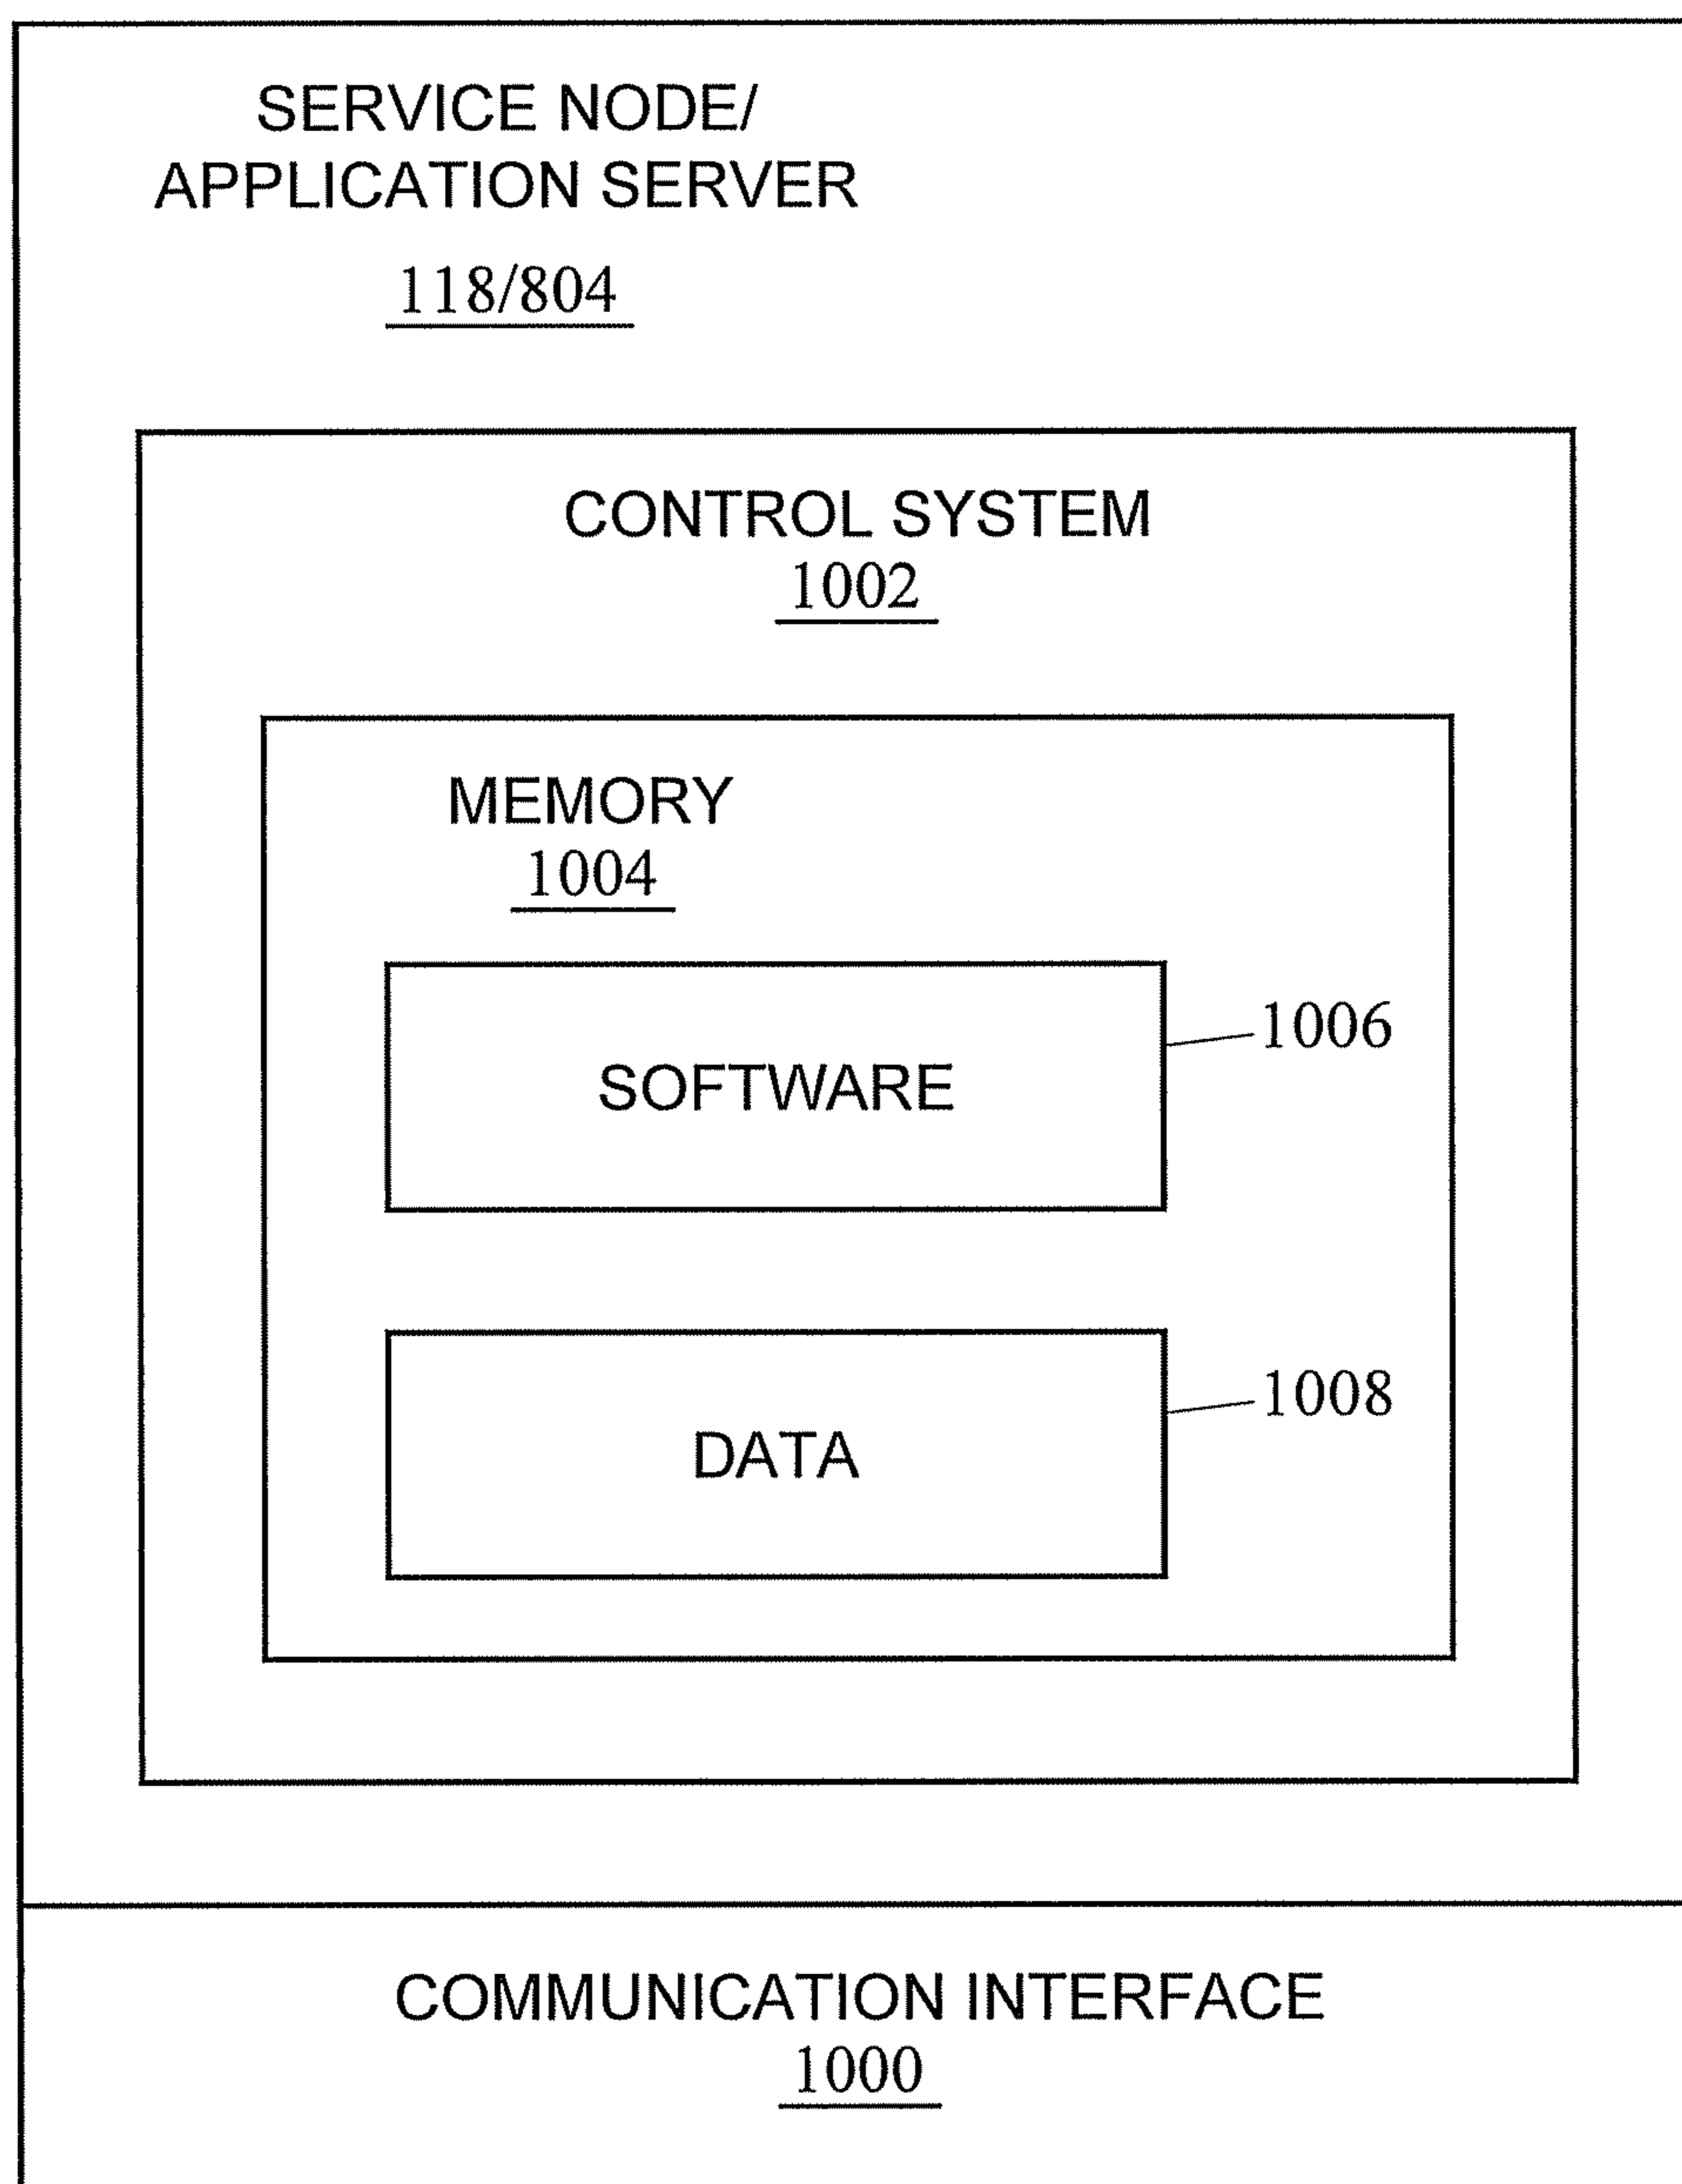 SERVICE NODE/
APPLICATION SERVER
118/804
CONTROL SYSTEM
1002
MEMORY
1004
1006
SOFTWARE
1008
DATA
COMMUNICATION INTERFACE
1000